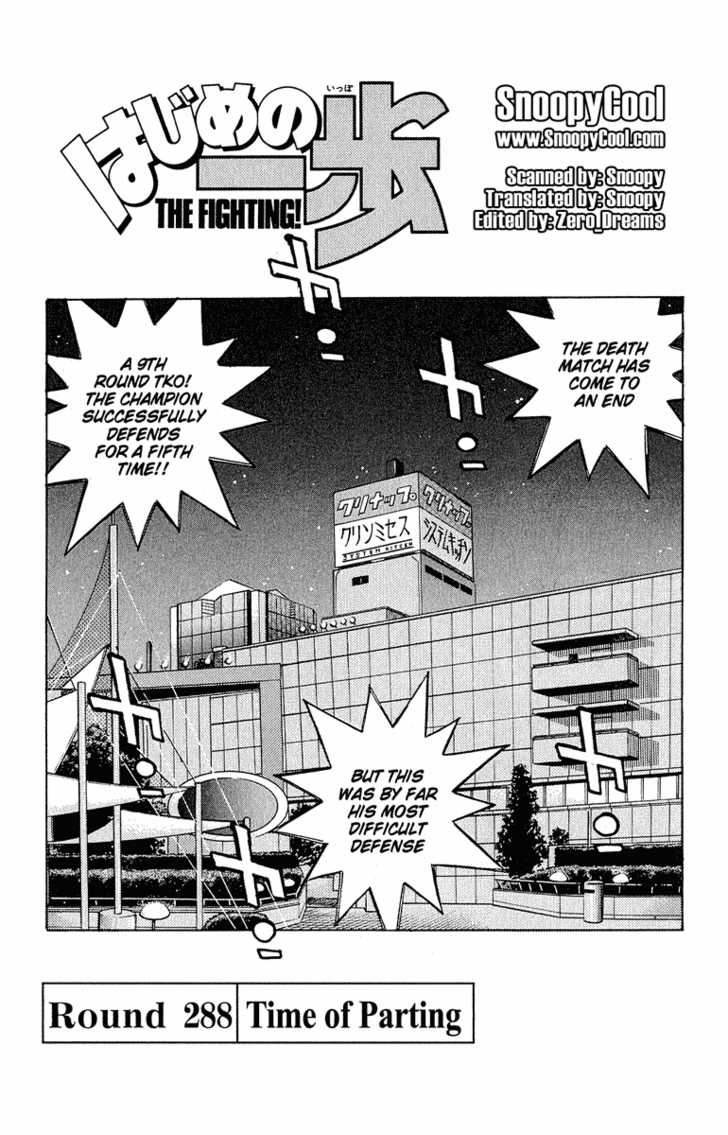 はじめの一歩
いっぽ
THE FIGHTING!
SnoopyCool
www.SnoopyCool.com
Scanned by: Snoopy
Translated by: Snoopy
Edited by: Zero_Dreams
THE DEATH
MATCH HAS
COME TO
AN END
A 9TH
ROUND TKO!
THE CHAMPION
SUCCESSFULLY
DEFENDS
FOR A FIFTH
TIME!!
クリナップ
クリナップ
クリンミセス
システムキッチン
SYSTEM KITCHEN
BUT THIS
WAS BY FAR
HIS MOST
DIFFICULT
DEFENSE
Round 288
Time of Parting